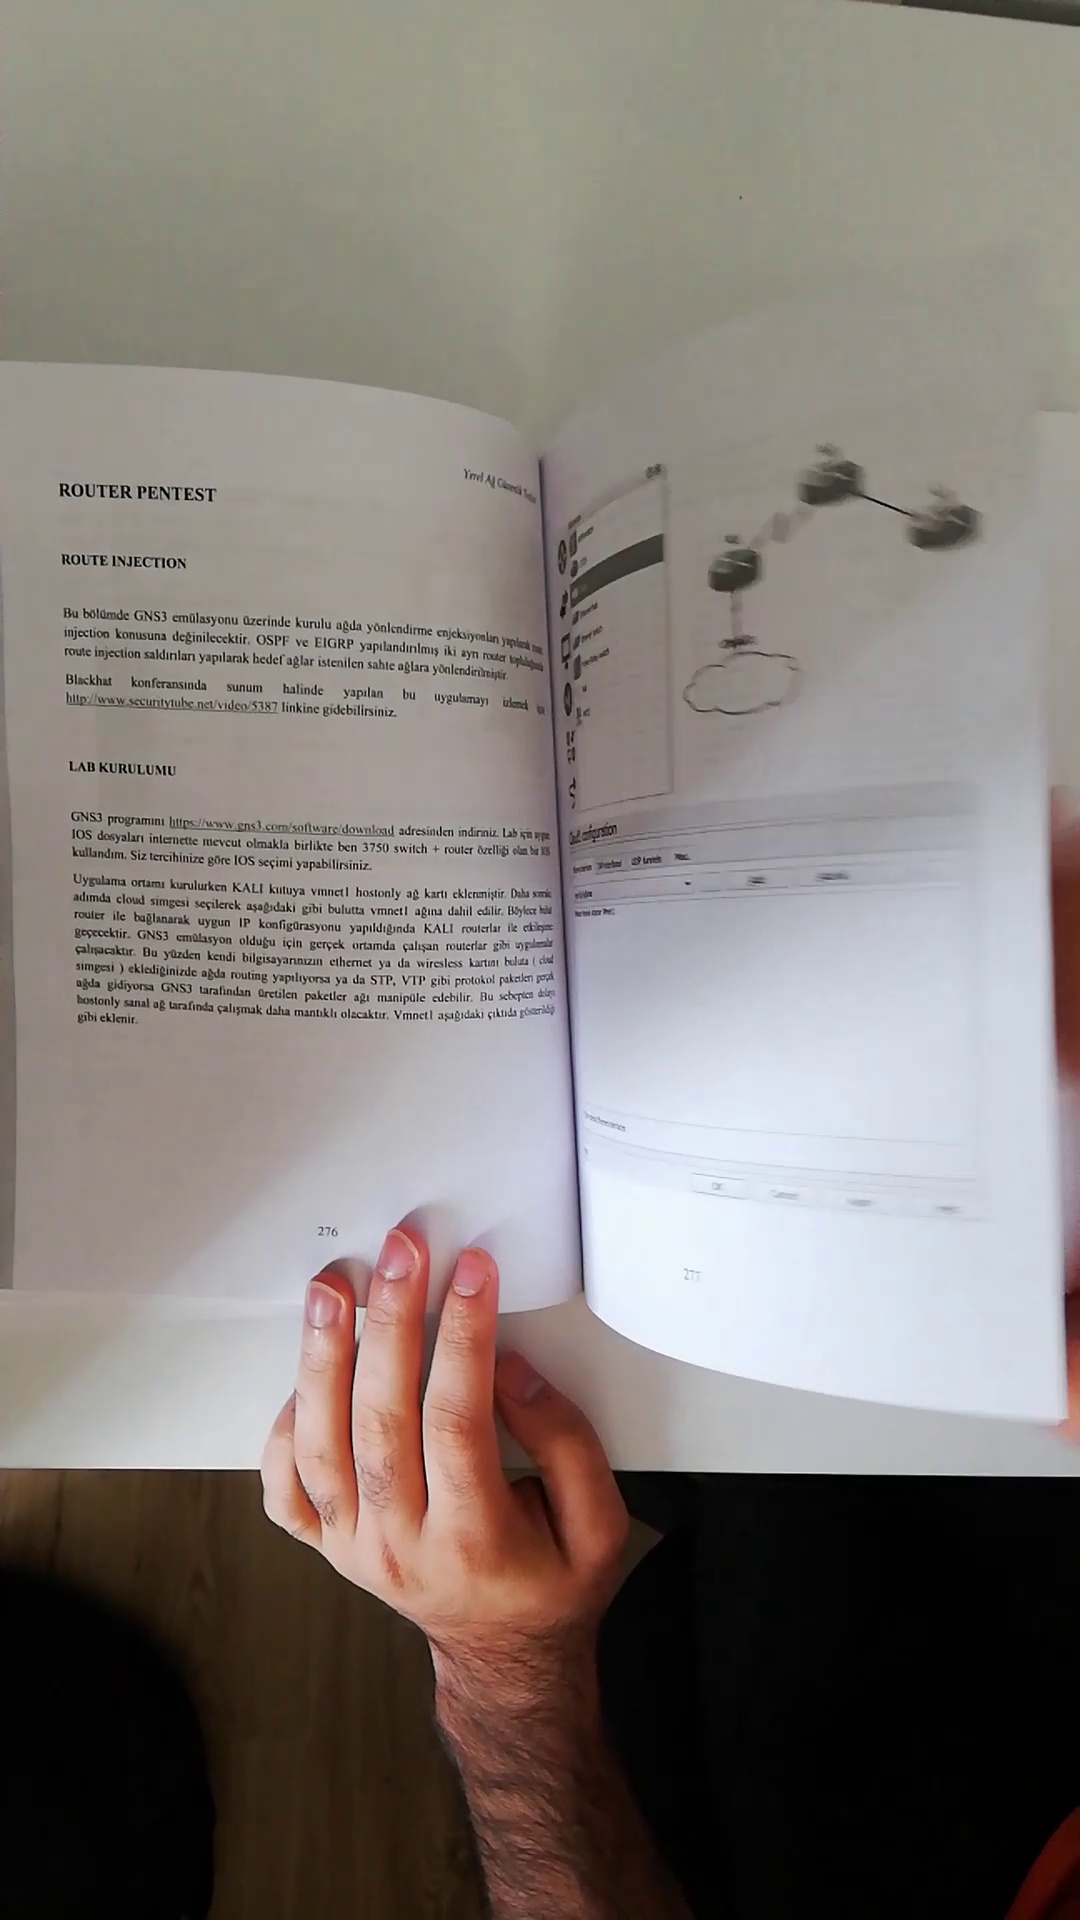 Yerel Ağ Güvenlik
ROUTER PENTEST
ROUTE INJECTION
Bu bölümde GNS3 emülasyonu üzerinde kurulu ağda yönlendirme enjeksiyonları yapılarak
injection konusuna değinilecektir. OSPF ve EIGRP yapılandırılmış iki ayrı router topluluğunda
route injection saldırıları yapılarak hedef ağlar istenilen sahte ağlara yönlendirilmiştir.
Blackhat konferansında sunum halinde yapılan bu uygulamayı izlemek için
http://www.securitytube.net/video/5387 linkine gidebilirsiniz.
LAB KURULUMU
GNS3 programını https://www.gns3.com/software/download adresinden indiriniz. Lab için uygun
IOS dosyaları internette mevcut olmakla birlikte ben 3750 switch + router özelliği olan bir IOS
kullandım. Siz tercihinize göre IOS seçimi yapabilirsiniz.
Uygulama ortamı kurulurken KALI kutuya vmnet1 hostonly ağ kartı eklenmiştir. Daha sonraki
adımda cloud simgesi seçilerek aşağıdaki gibi bulutta vmnet1 ağına dahil edilir. Böylece bulut
router ile bağlanarak uygun IP konfigürasyonu yapıldığında KALI routerlar ile etkileşime
geçecektir. GNS3 emülasyon olduğu için gerçek ortamda çalışan routerlar gibi uygulamalar
çalışacaktır. Bu yüzden kendi bilgisayarınızın ethernet ya da wiresless kartını buluta ( cloud
simgesi ) eklediğinizde ağda routing yapılıyorsa ya da STP, VTP gibi protokol paketleri gerçek
ağda gidiyorsa GNS3 tarafından üretilen paketler ağı manipüle edebilir. Bu sebepten dolayı
hostonly sanal ağ tarafında çalışmak daha mantıklı olacaktır. Vmnet1 aşağıdaki çıktıda gösterildiği
gibi eklenir.
276
configuration
UDP tunnels Misc.
OK
277